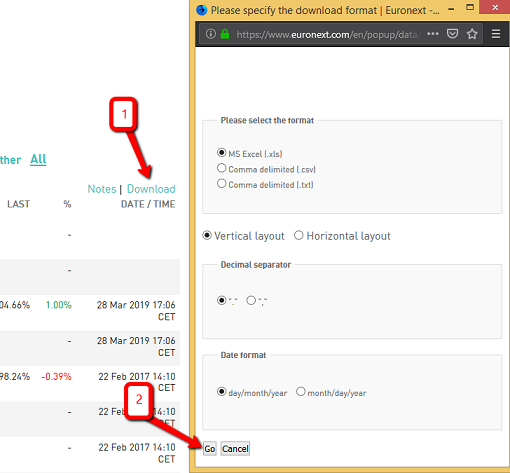 Please specify the download format | Euronext -...
https://www.euronext.com/en/popup/data
1
Please select the format
MS Excel (.xls)
Comma delimited (.csv)
Comma delimited (.txt)
ther All
Notes | Download
LAST % DATE / TIME
-
-
04.66% 1.00% 28 Mar 2019 17:06
CET
- 28 Mar 2019 17:06
CET
98.24% -0.39% 22 Feb 2017 14:10
CET
- 22 Feb 2017 14:10
CET
- 22 Feb 2017 14:10
CET
Vertical layout Horizontal layout
Decimal separator
"." ","
Date format
day/month/year month/day/year
2
Go Cancel